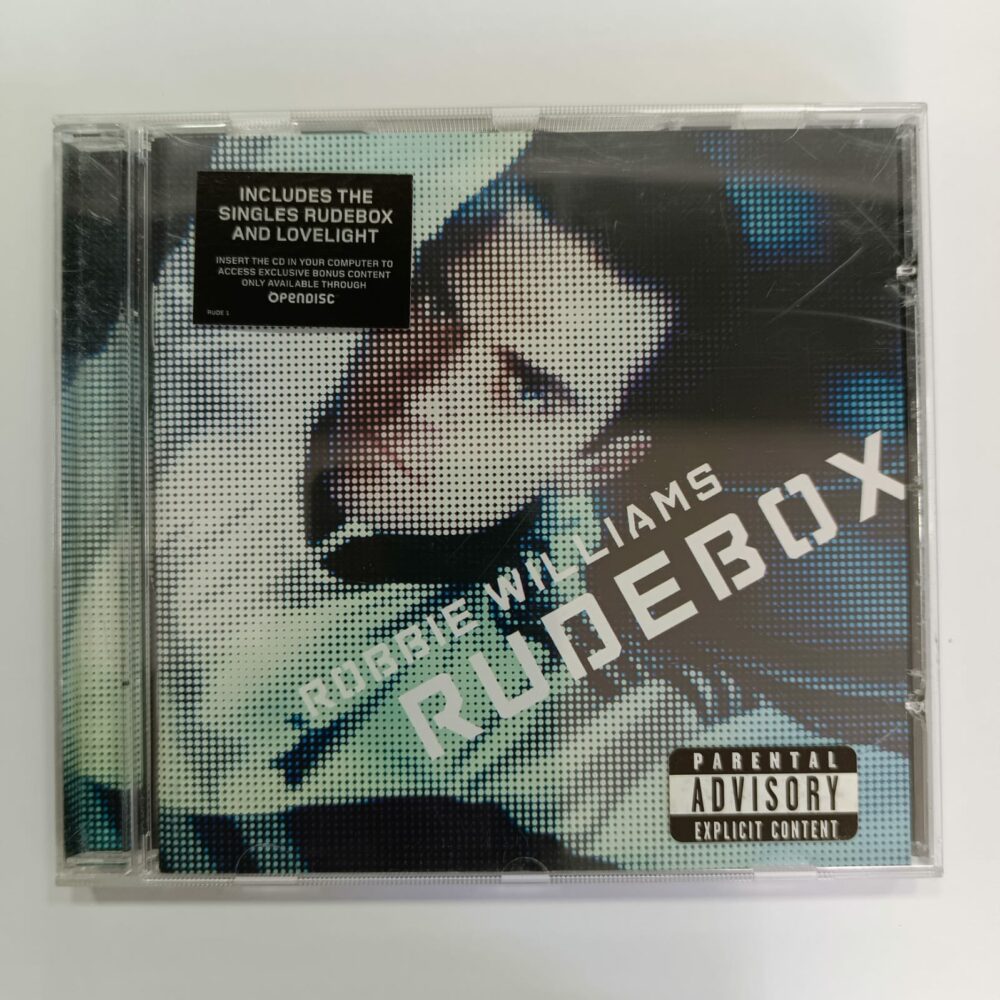 INCLUDES THE
SINGLES RUDEBOX
AND LOVELIGHT
INSERT THE CD IN YOUR COMPUTER TO
ACCESS EXCLUSIVE BONUS CONTENT
ONLY AVAILABLE THROUGH
OPENDISC
RUDE 1
ROBBIE WILLIAMS
RUDEBOX
PARENTAL
ADVISORY
EXPLICIT CONTENT